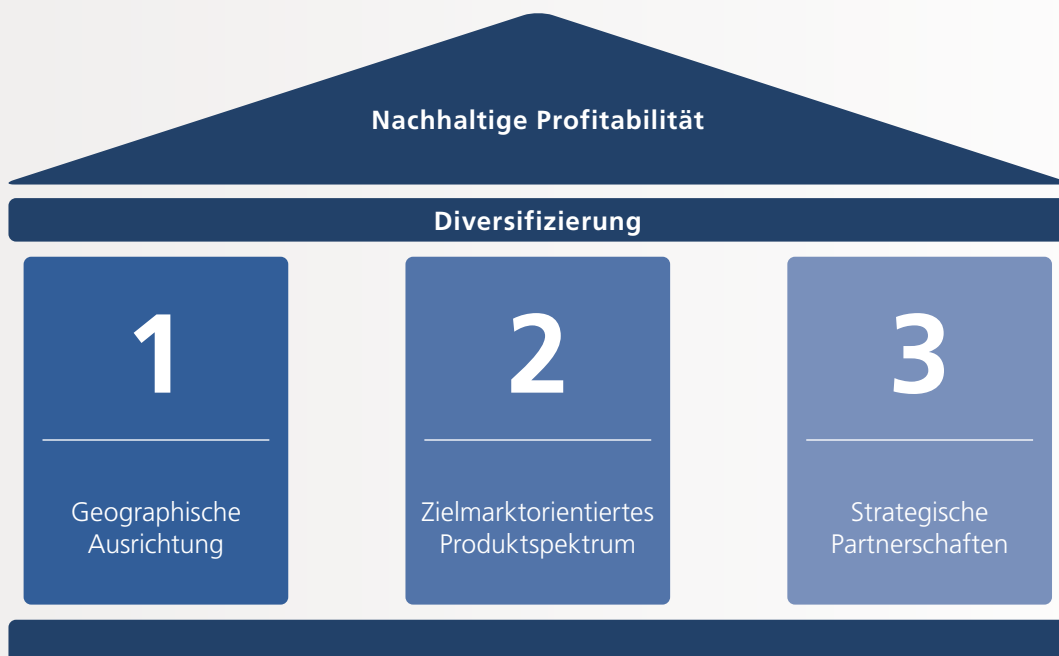 Nachhaltige Profitabilität
Diversifizierung
1
Geographische
Ausrichtung
2
Zielmarktorientiertes
Produktspektrum
3
Strategische
Partnerschaften